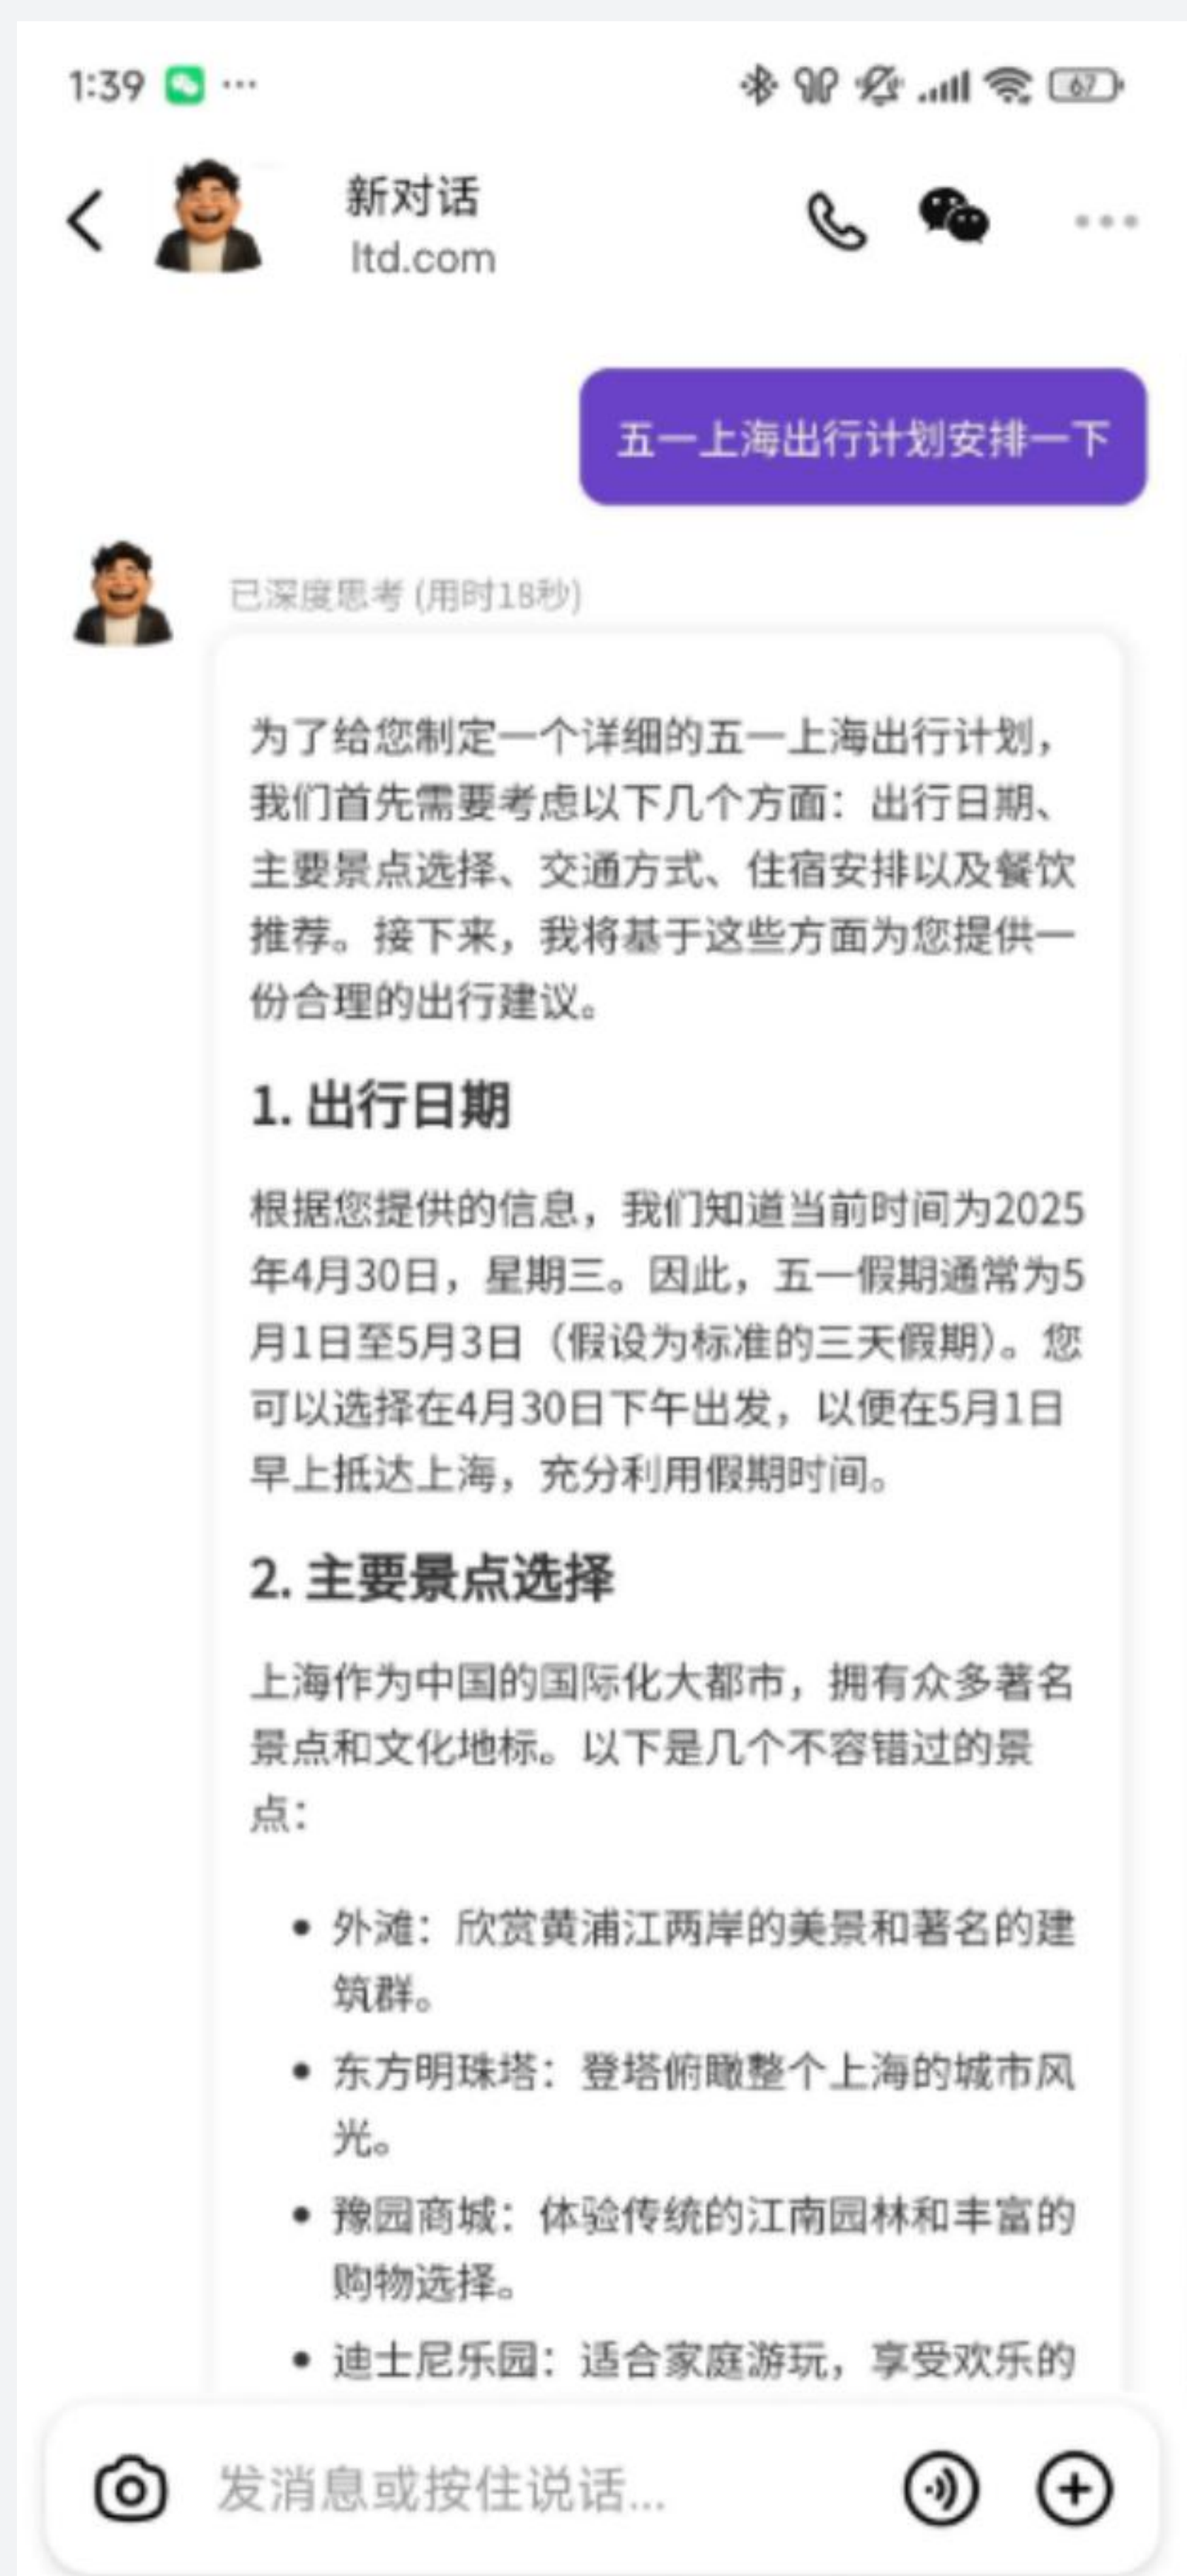 1:39 ...
67
新对话
ltd.com
五一上海出行计划安排一下
已深度思考 (用时18秒)
为了给您制定一个详细的五一上海出行计划，
我们首先需要考虑以下几个方面：出行日期、
主要景点选择、交通方式、住宿安排以及餐饮
推荐。接下来，我将基于这些方面为您提供一
份合理的出行建议。
1. 出行日期
根据您提供的信息，我们知道当前时间为2025
年4月30日，星期三。因此，五一假期通常为5
月1日至5月3日（假设为标准的三天假期）。您
可以选择在4月30日下午出发，以便在5月1日
早上抵达上海，充分利用假期时间。
2. 主要景点选择
上海作为中国的国际化大都市，拥有众多著名
景点和文化地标。以下是几个不容错过的景
点：
• 外滩：欣赏黄浦江两岸的美景和著名的建
筑群。
• 东方明珠塔：登塔俯瞰整个上海的城市风
光。
• 豫园商城：体验传统的江南园林和丰富的
购物选择。
• 迪士尼乐园：适合家庭游玩，享受欢乐的
发消息或按住说话...